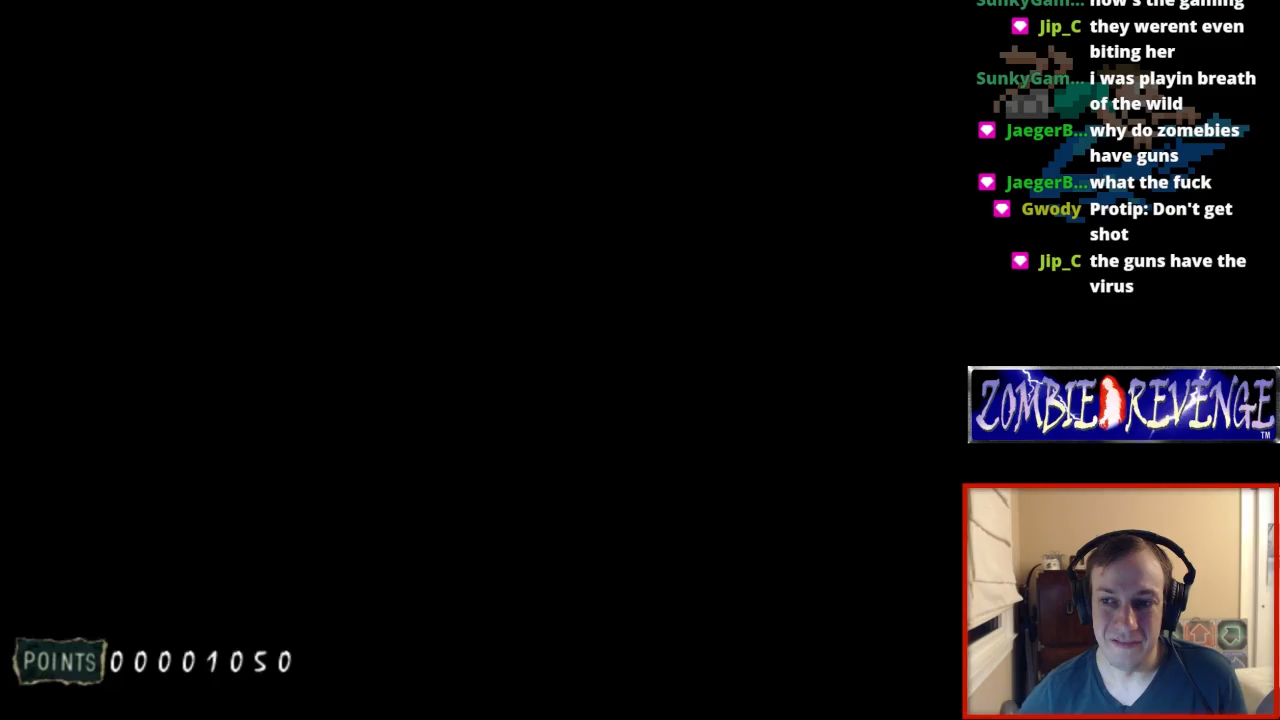 SunkyGam... how's the gaming
Jip_C they werent even
biting her
SunkyGam... i was playin breath
of the wild
JaegerB... why do zomebies
have guns
JaegerB... what the fuck
Gwody Protip: Don't get
shot
Jip_C the guns have the
virus
ZOMBIE REVENGE
TM
POINTS 00001050